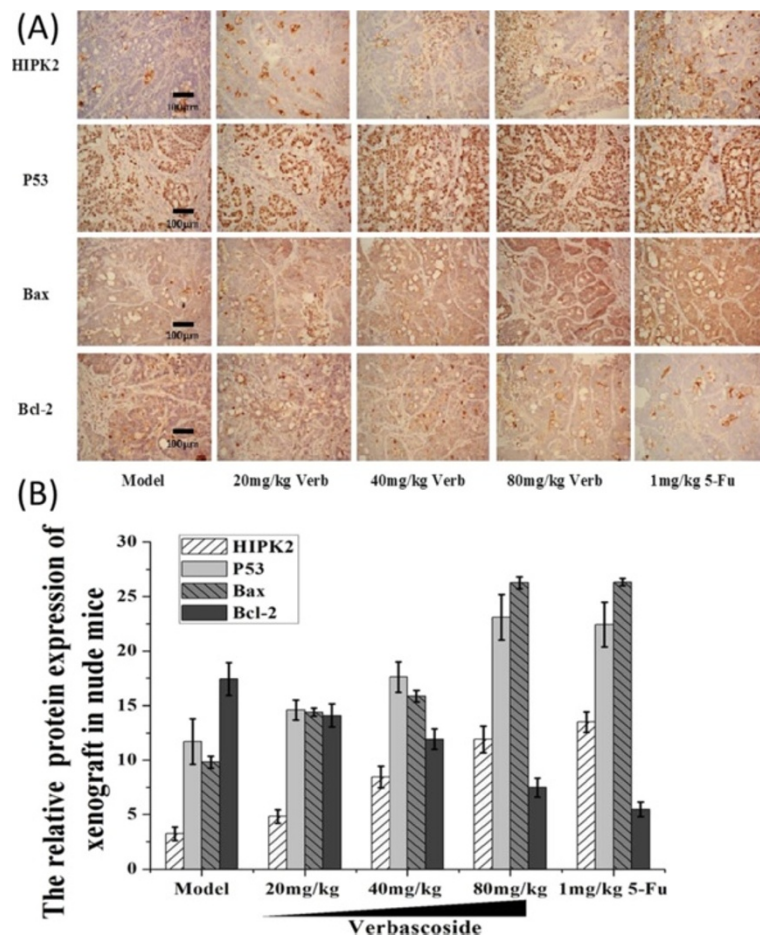 (A)
HIPK2
100μm
P53
100μm
Bax
100μm
Bcl-2
100μm
Model 20mg/kg Verb 40mg/kg Verb 80mg/kg Verb 1mg/kg 5-Fu
(B)
The relative protein expression of
xenograft in nude mice
30
25
20
15
10
5
0
HIPK2
P53
Bax
Bcl-2
Model 20mg/kg 40mg/kg 80mg/kg 1mg/kg 5-Fu
Verbascoside